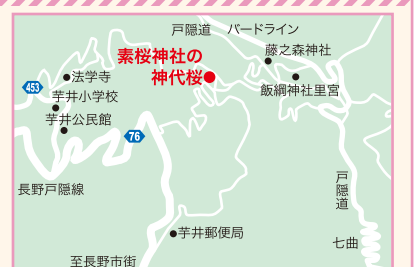 戸隠道 バードライン
素桜神社の
神代桜
藤之森神社
法学寺
453
芋井小学校
飯綱神社里宮
芋井公民館
76
長野戸隠線
戸隠道
芋井郵便局
七曲
至長野市街